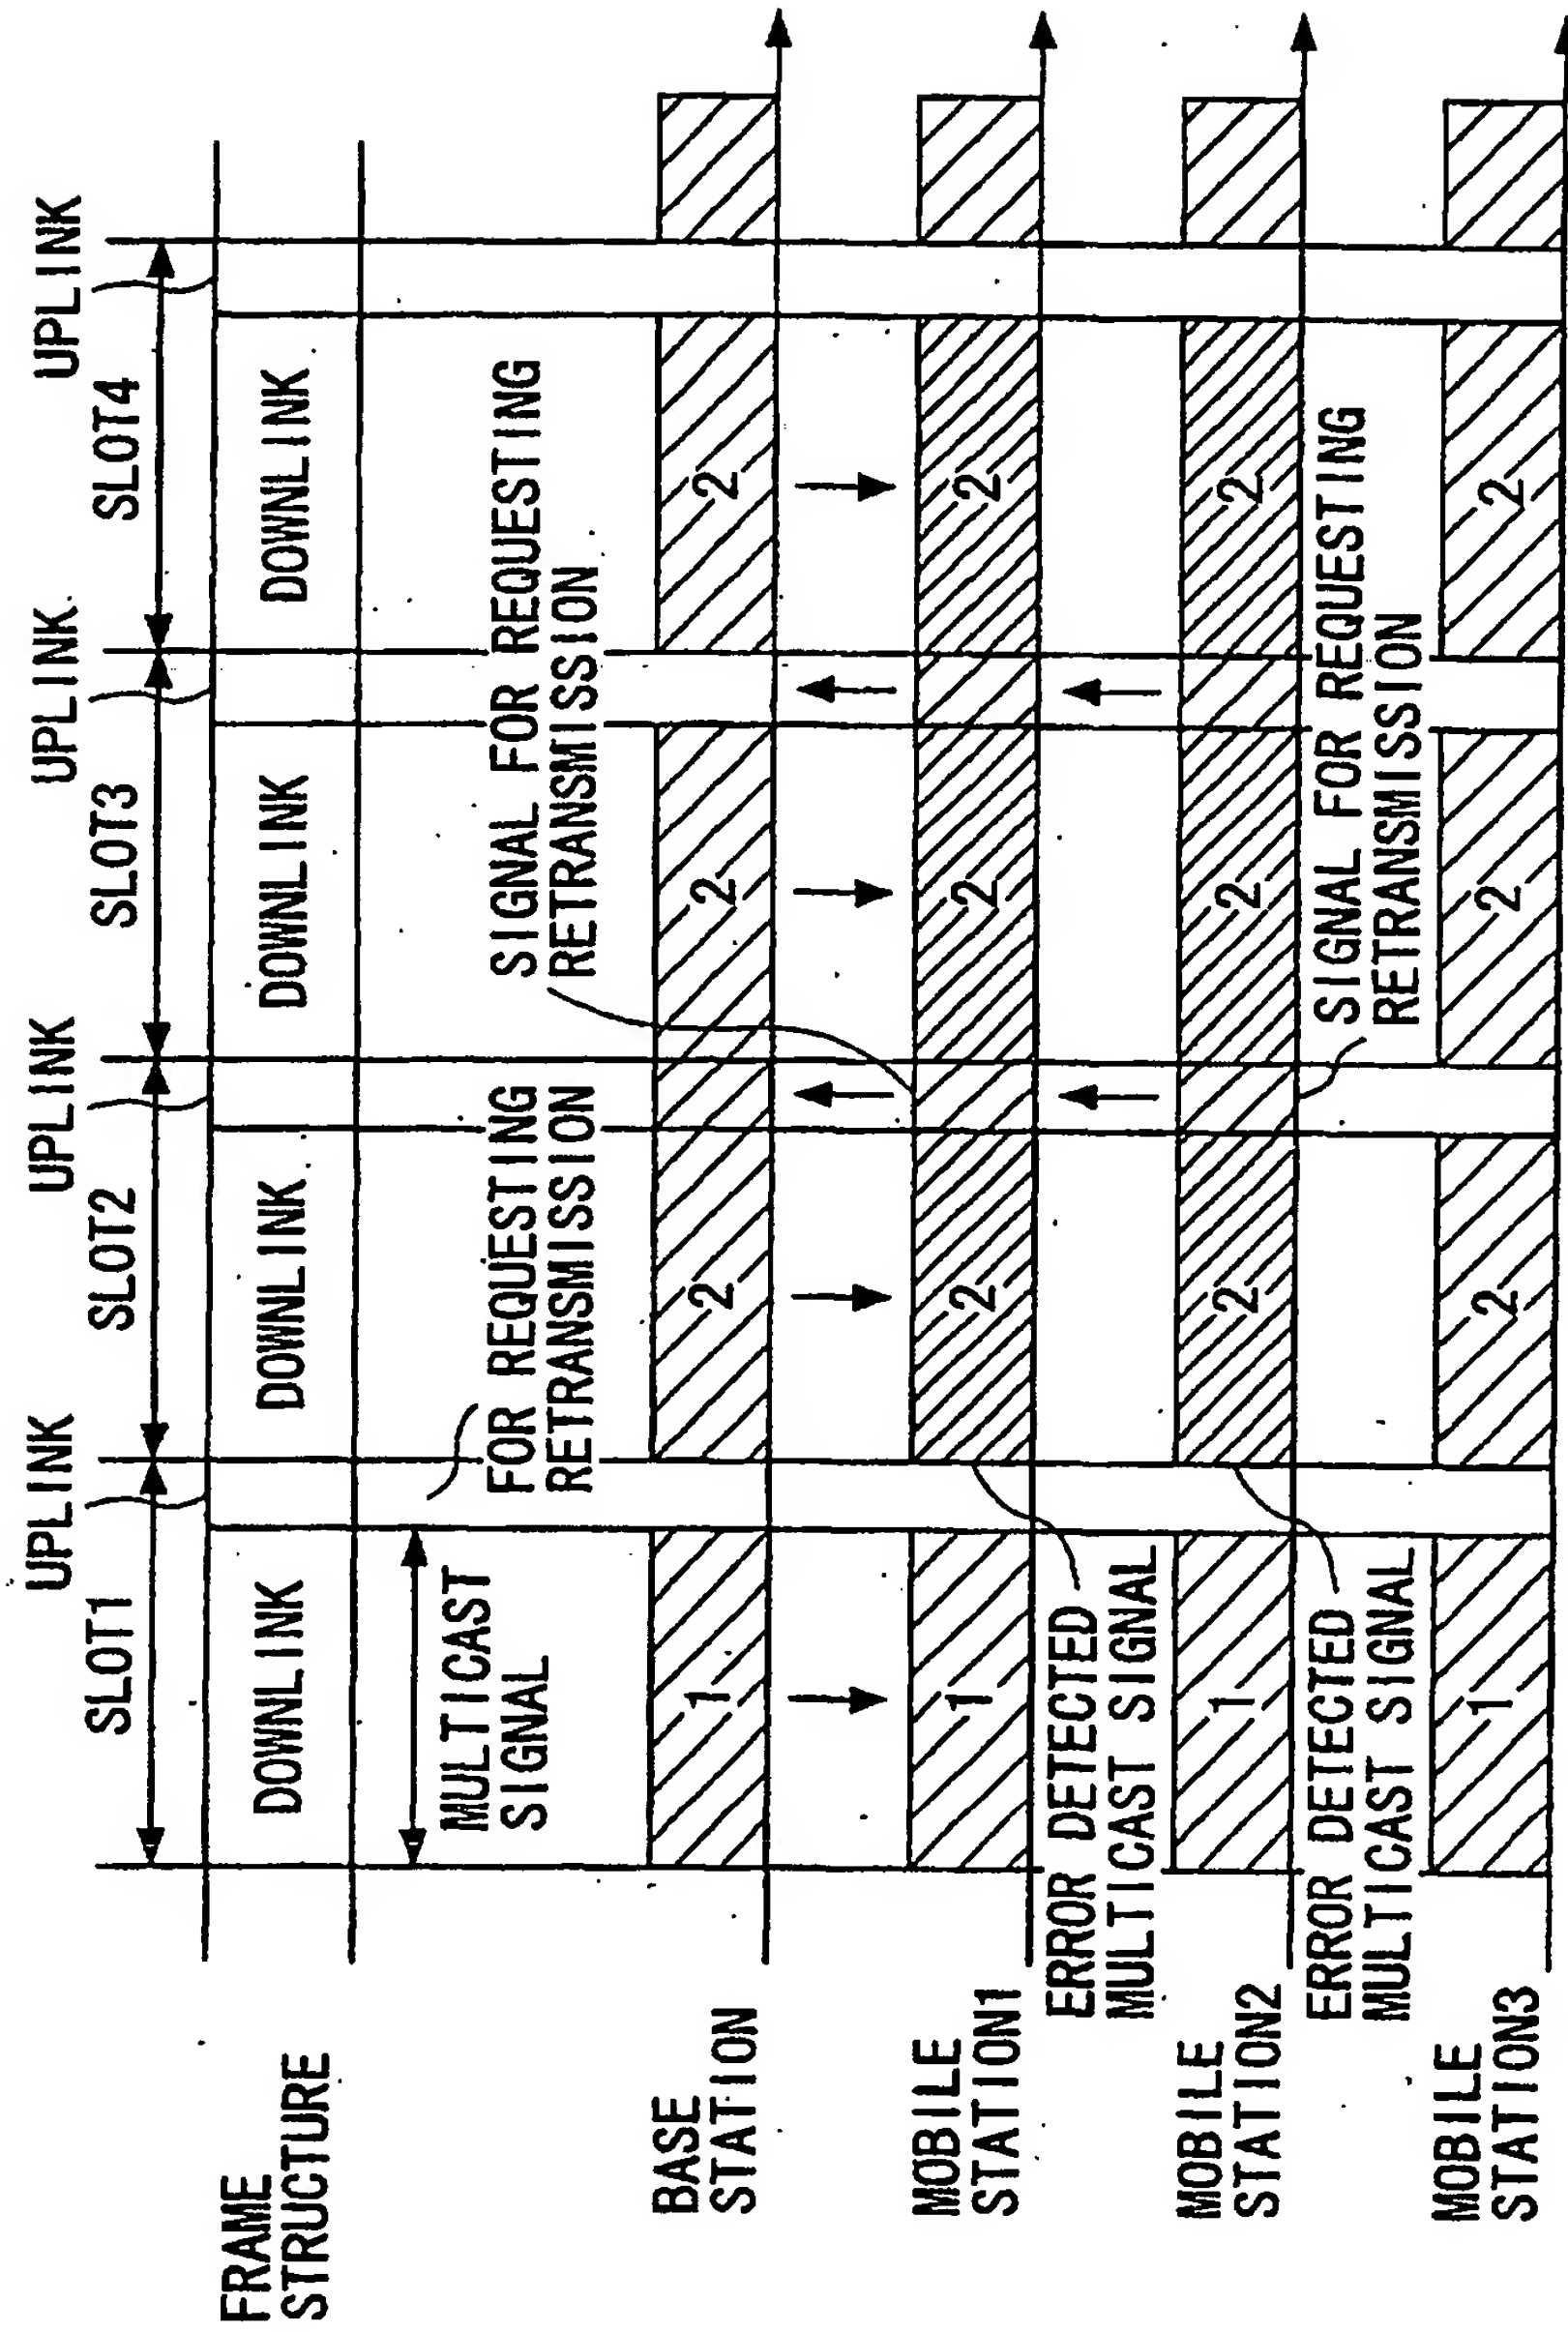 UPLINK
UPLINK
UPLINK
UPLINK
SLOT1
SLOT2
SLOT3
SLOT4
FRAME
STRUCTURE
DOWNLINK
DOWNLINK
DOWNLINK
DOWNLINK
MULTICAST
SIGNAL
FOR REQUESTING
RETRANSMISSION
SIGNAL FOR REQUESTING
RETRANSMISSION
BASE
STATION
1
2
2
2
MOBILE
STATION1
1
2
2
2
ERROR DETECTED
MULTICAST SIGNAL
MOBILE
STATION2
1
2
2
2
ERROR DETECTED
MULTICAST SIGNAL
SIGNAL FOR REQUESTING
RETRANSMISSION
MOBILE
STATION3
1
2
2
2